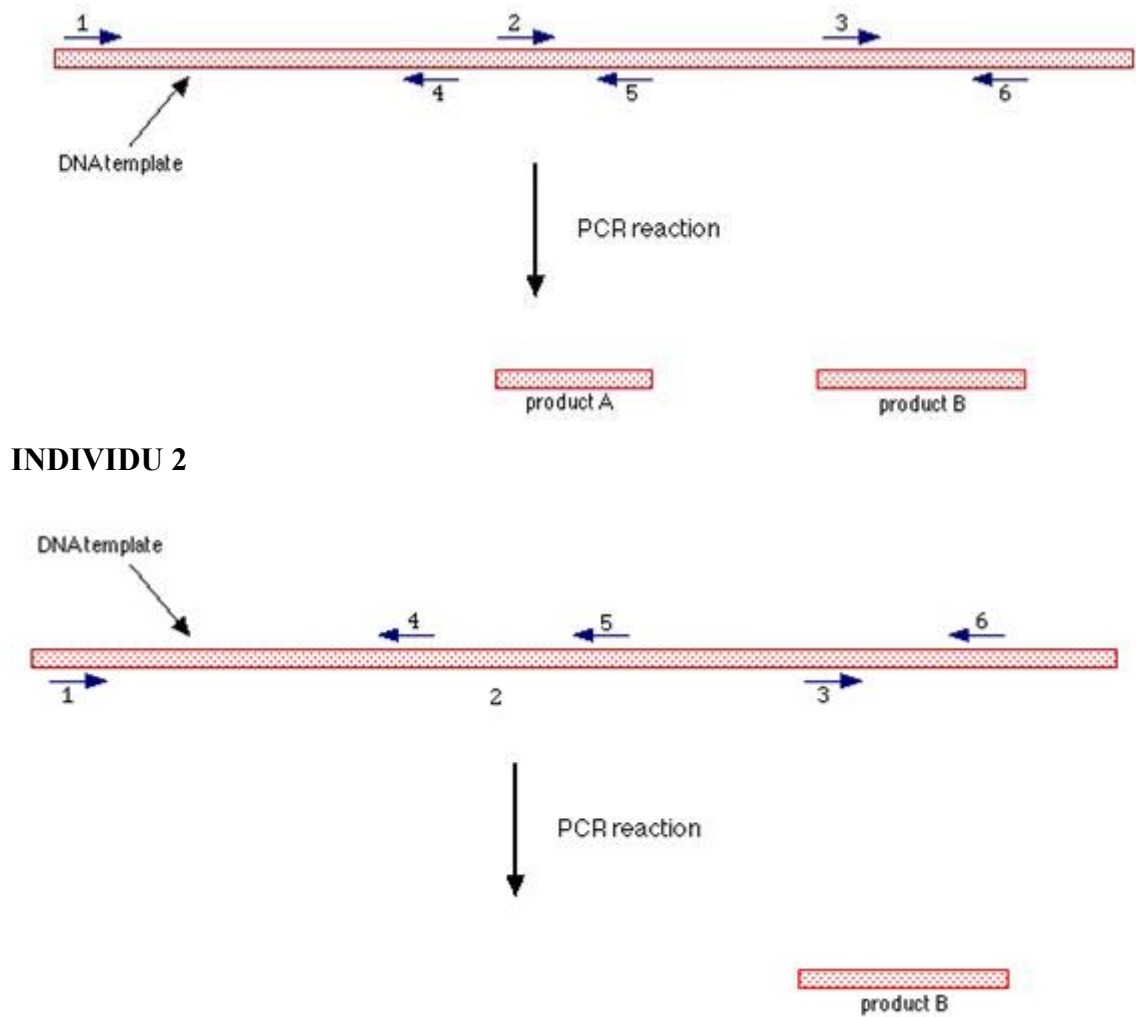 1 2 3
4 5 6
DNA template
PCR reaction
product A product B
INDIVIDU 2
DNA template
4 5 6
1 2 3
PCR reaction
product B